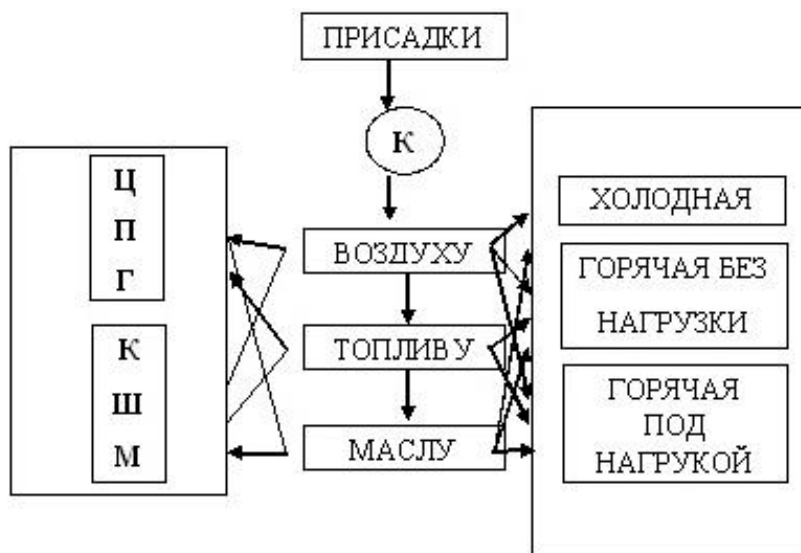 ПРИСАДКИ
К
Ц
П
Г
К
Ш
М
ВОЗДУХУ
ТОПЛИВУ
МАСЛУ
ХОЛОДНАЯ
ГОРЯЧАЯ БЕЗ
НАГРУЗКИ
ГОРЯЧАЯ
ПОД
НАГРУКОЙ